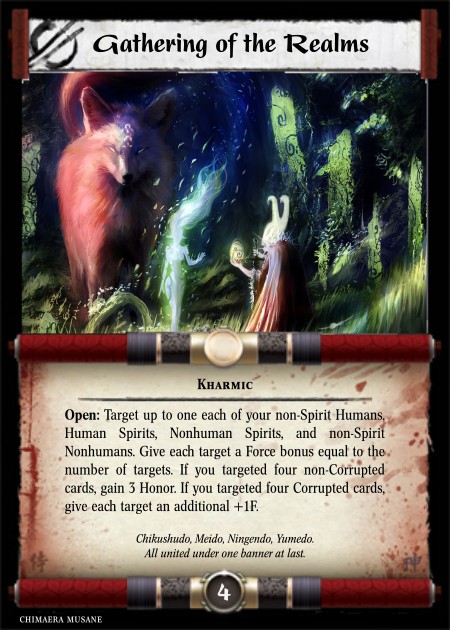 Gathering of the Realms
Kharmic
Open: Target up to one each of your non-Spirit Humans,
Human Spirits, Nonhuman Spirits, and non-Spirit
Nonhumans. Give each target a Force bonus equal to the
number of targets. If you targeted four non-Corrupted
cards, gain 3 Honor. If you targeted four Corrupted cards,
give each target an additional +1F.
Chikushudo, Meido, Ningendo, Yumedo.
All united under one banner at last.
4
Chimaera Musane